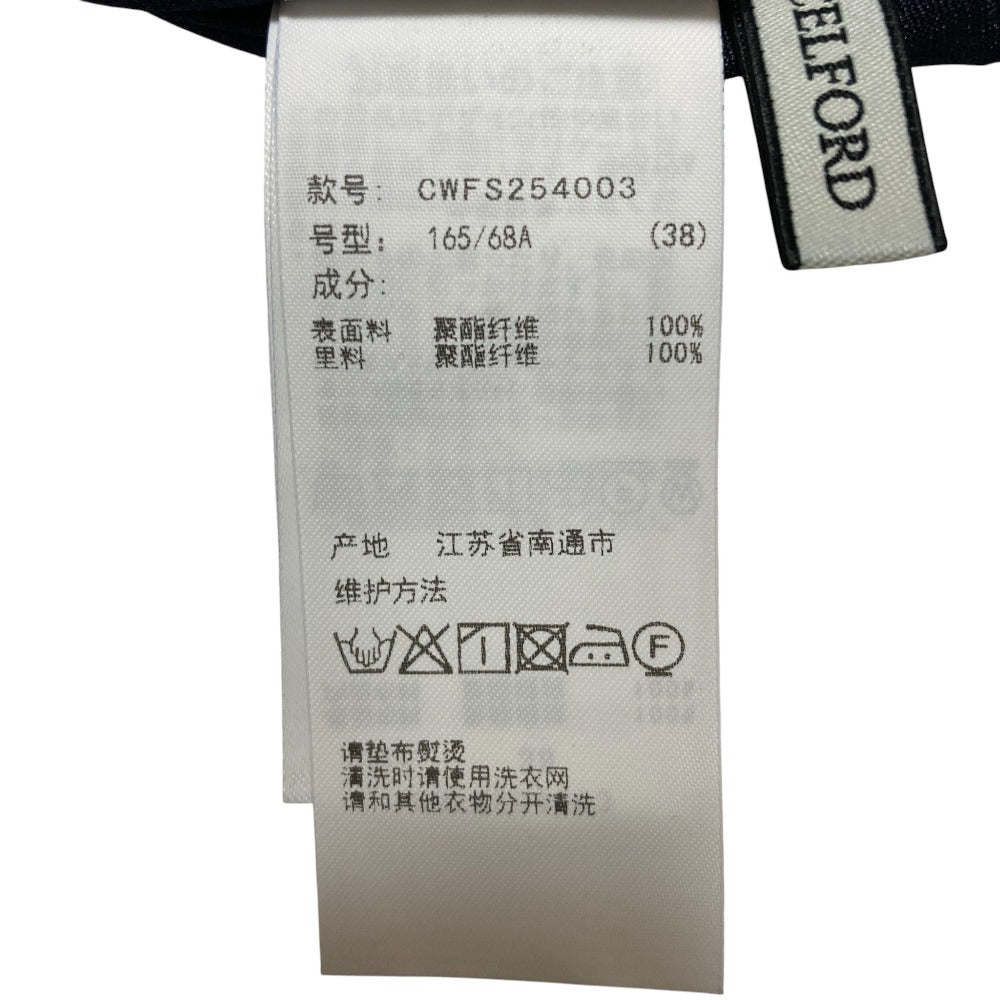 CELFORD
款号: CWFS254003
号型: 165/68A (38)
成分:
表面料 聚酯纤维 100%
里料 聚酯纤维 100%
产地 江苏省南通市
维护方法
F
请垫布熨烫
清洗时请使用洗衣网
请和其他衣物分开清洗